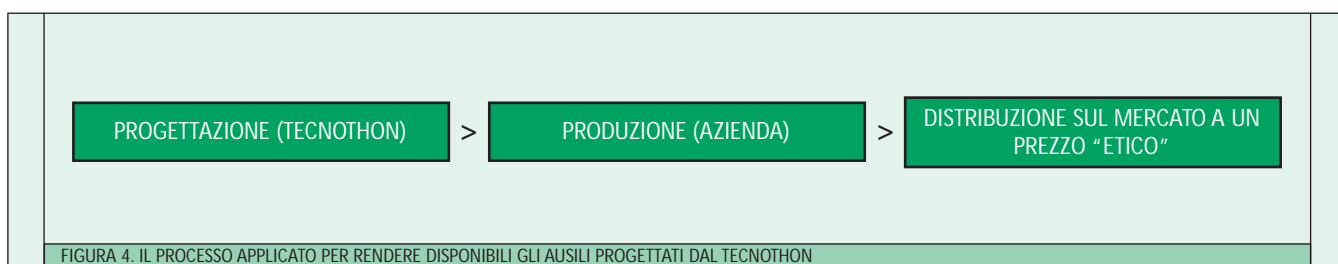 PROGETTAZIONE (TECNOTHON)
>
PRODUZIONE (AZIENDA)
>
DISTRIBUZIONE SUL MERCATO A UN
PREZZO “ETICO”
FIGURA 4. IL PROCESSO APPLICATO PER RENDERE DISPONIBILI GLI AUSILI PROGETTATI DAL TECNOTHON